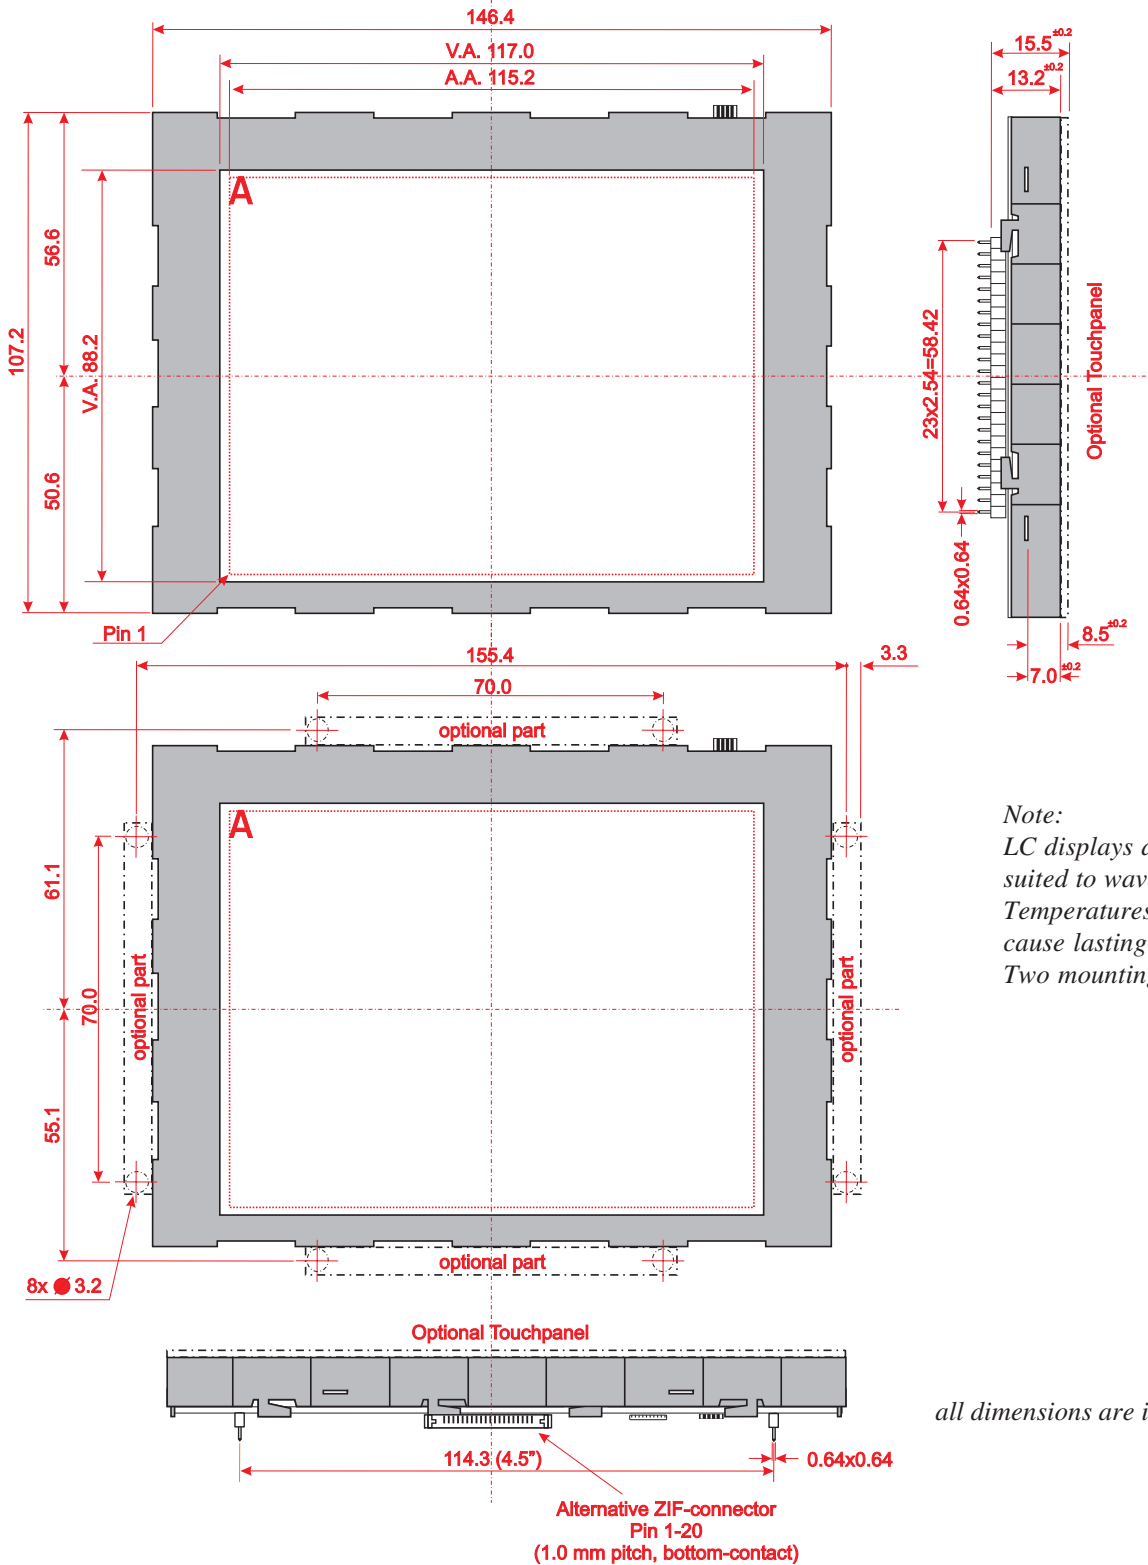 146.4
V.A. 117.0
A.A. 115.2
15.5 ±0.2
13.2 ±0.2
A
56.6
107.2
V.A. 88.2
50.6
23x2.54=58.42
Optional Touchpanel
0.64x0.64
Pin 1
8.5 ±0.2
7.0 ±0.2
155.4
3.3
70.0
optional part
A
61.1
70.0
optional part
optional part
55.1
optional part
8x ⌀ 3.2
Note:
LC displays
suited to
Temperatures
cause lasting
Two
Optional Touchpanel
all dimensions are
114.3 (4.5”)
0.64x0.64
Alternative ZIF-connector
Pin 1-20
(1.0 mm pitch, bottom-contact)